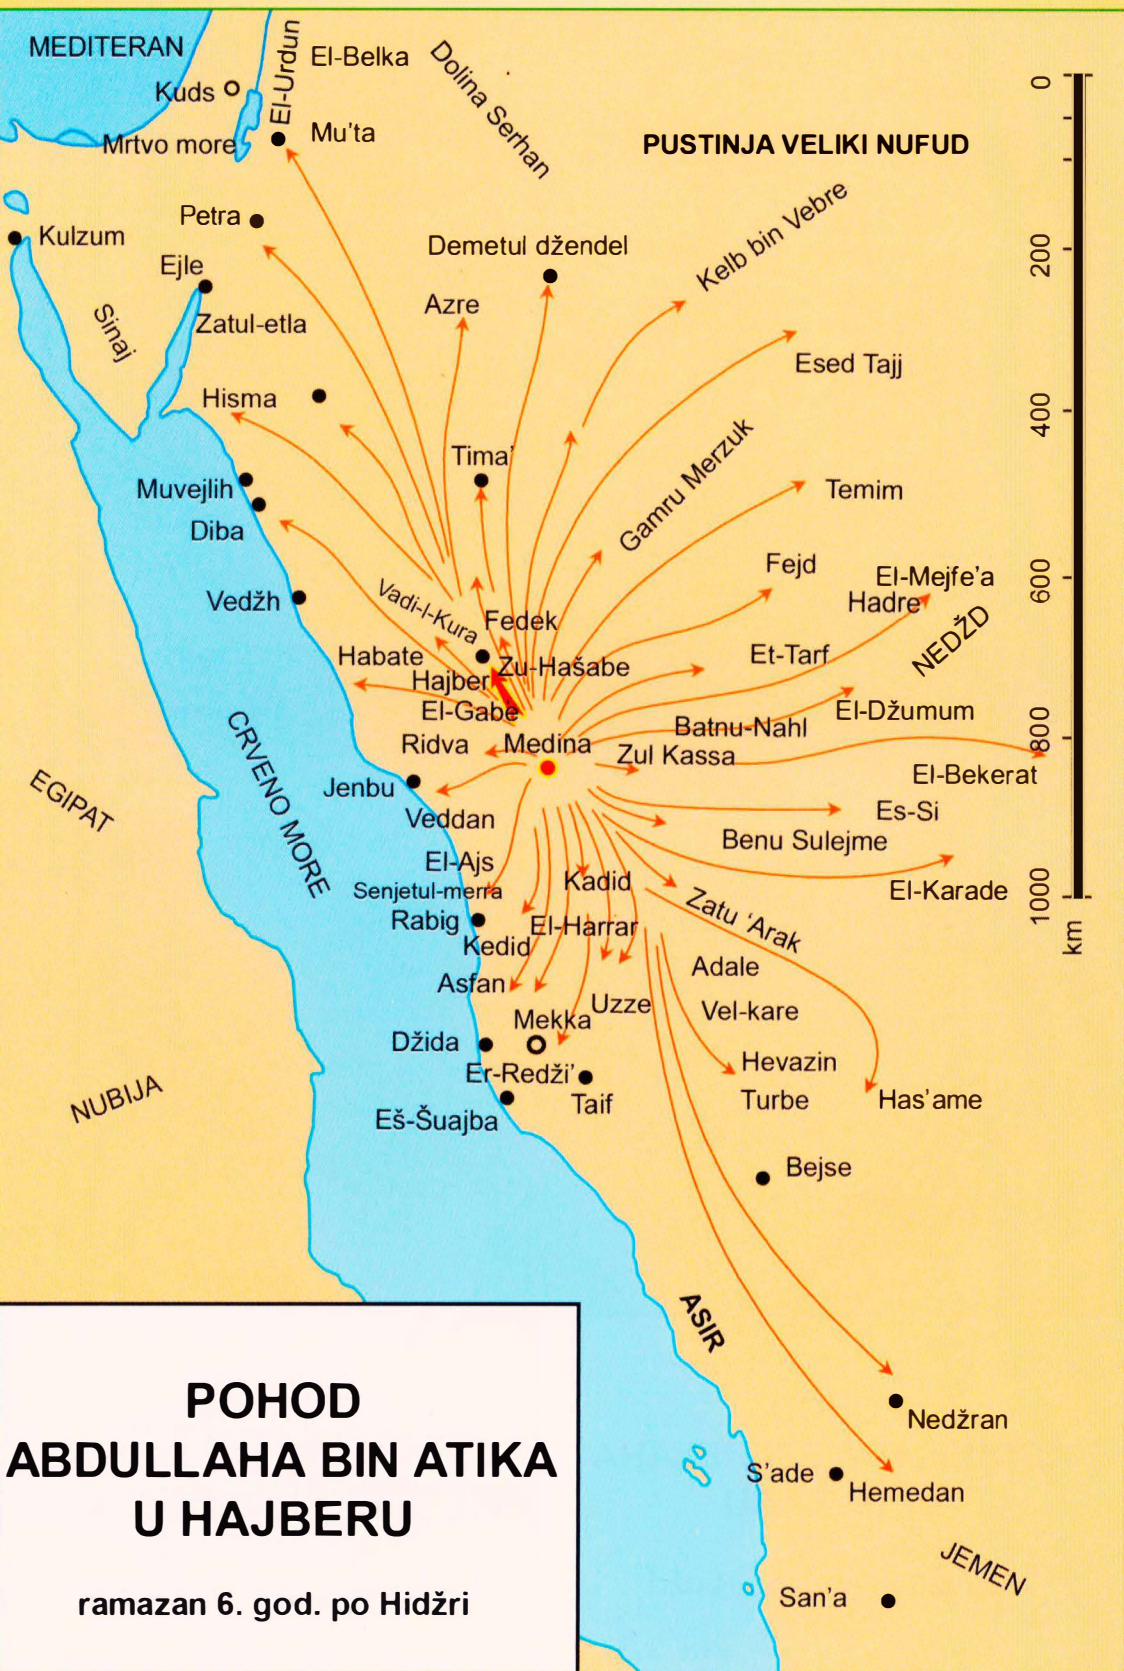 MEDITERAN
El-Urdun
El-Belka
Dolina Serhan
0
Kuds
Mrtvo more
Mu'ta
PUSTINJA VELIKI NUFUD
Petra
Kulzum
Kelb bin Vebre
200
Demetul džendel
Ejle
Azre
Sinaj
Zatul-etla
Esed Tajj
Hisma
400
Tima'
Gamru Merzuk
Muvejlih
Temim
Diba
Fejd
El-Mejfe'a
600
Vedžh
Vadi-l-Kura
Hadre
Fedek
NEDŽD
Habate
Zu-Hašabe
Et-Tarf
Hajber
El-Gabe
El-Džumum
Batnu-Nahl
800
Ridva
Medina
Zul Kassa
CRVENO MORE
El-Bekerat
EGIPAT
Jenbu
Veddan
Es-Si
Benu Sulejme
El-Ajs
Kadid
Senjetul-merra
El-Karade
1000
km
Rabig
El-Harrar
Zatu 'Arak
Kedid
Adale
Asfan
Uzze
Vel-kare
Mekka
Džida
Er-Redži'
Hevazin
NUBIJA
Taif
Turbe
Has'ame
Eš-Šuajba
Bejse
ASIR
Nedžran
S'ade
Hemedan
JEMEN
San'a
POHOD
ABDULLAHA BIN ATIKA
U HAJBERU
ramazan 6. god. po Hidžri